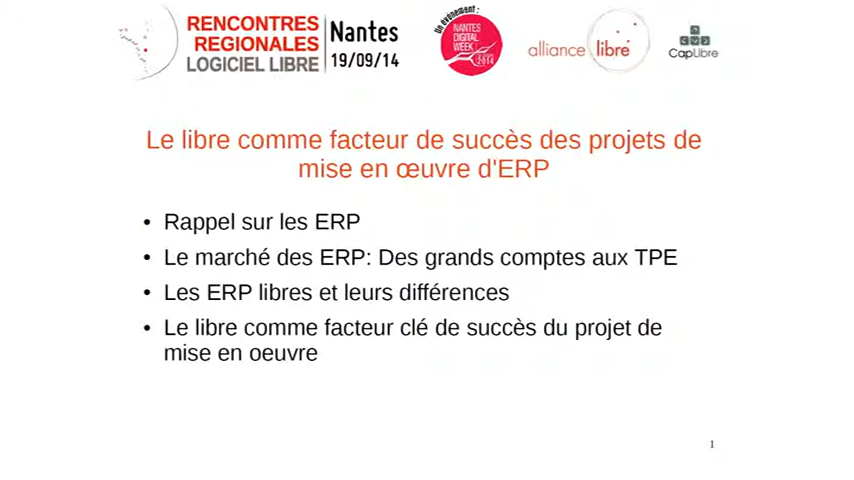 RENCONTRES
REGIONALES
LOGICIEL LIBRE
Nantes
19/09/14
Un événement :
NANTES
DIGITAL
WEEK
2014
alliance libre
CapLibre
Le libre comme facteur de succès des projets de
mise en œuvre d'ERP
• Rappel sur les ERP
• Le marché des ERP: Des grands comptes aux TPE
• Les ERP libres et leurs différences
• Le libre comme facteur clé de succès du projet de
mise en oeuvre
1